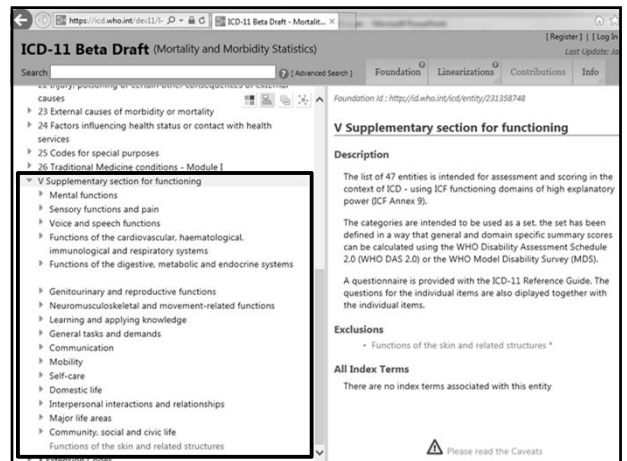 https://icd.who.int/dev11/l-
ICD-11 Beta Draft - Mortalit...
ICD-11 Beta Draft (Mortality and Morbidity Statistics)
[ Register ] | [ Log In
Last Update: Ja
Search
[ Advanced Search ]
Foundation
Linearizations
Contributions
Info
causes
23 External causes of morbidity or mortality
24 Factors influencing health status or contact with health
services
25 Codes for special purposes
26 Traditional Medicine conditions - Module I
V Supplementary section for functioning
Mental functions
Sensory functions and pain
Voice and speech functions
Functions of the cardiovascular, haematological,
immunological and respiratory systems
Functions of the digestive, metabolic and endocrine systems
Genitourinary and reproductive functions
Neuromusculoskeletal and movement-related functions
Learning and applying knowledge
General tasks and demands
Communication
Mobility
Self-care
Domestic life
Interpersonal interactions and relationships
Major life areas
Community, social and civic life
Functions of the skin and related structures
Foundation Id : http://id.who.int/icd/entity/231358748
V Supplementary section for functioning
Description
The list of 47 entities is intended for assessment and scoring in the
context of ICD - using ICF functioning domains of high explanatory
power (ICF Annex 9).
The categories are intended to be used as a set. the set has been
defined in a way that general and domain specific summary scores
can be calculated using the WHO Disability Assessment Schedule
2.0 (WHO DAS 2.0) or the WHO Model Disability Survey (MDS).
A questionnaire is provided with the ICD-11 Reference Guide. The
questions for the individual items are also diplayed together with
the individual items.
Exclusions
Functions of the skin and related structures *
All Index Terms
There are no index terms associated with this entity
Please read the Caveats